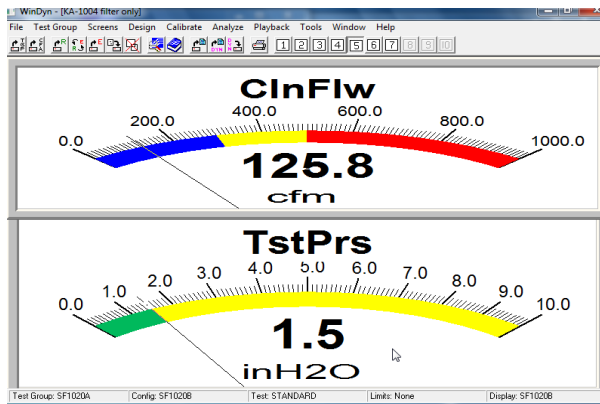 WinDyn - [KA-1004 filter only]
File Test Group Screens Design Calibrate Analyze Playback Tools Window Help
1 2 3 4 5 6 7 8 9 10
ClnFlw
0.0 200.0 400.0 600.0 800.0 1000.0
125.8
cfm
TstPrs
0.0 1.0 2.0 3.0 4.0 5.0 6.0 7.0 8.0 9.0 10.0
1.5
inH2O
Test Group: SF1020A Config: SF1020B Test: STANDARD Limits: None Display: SF1020B